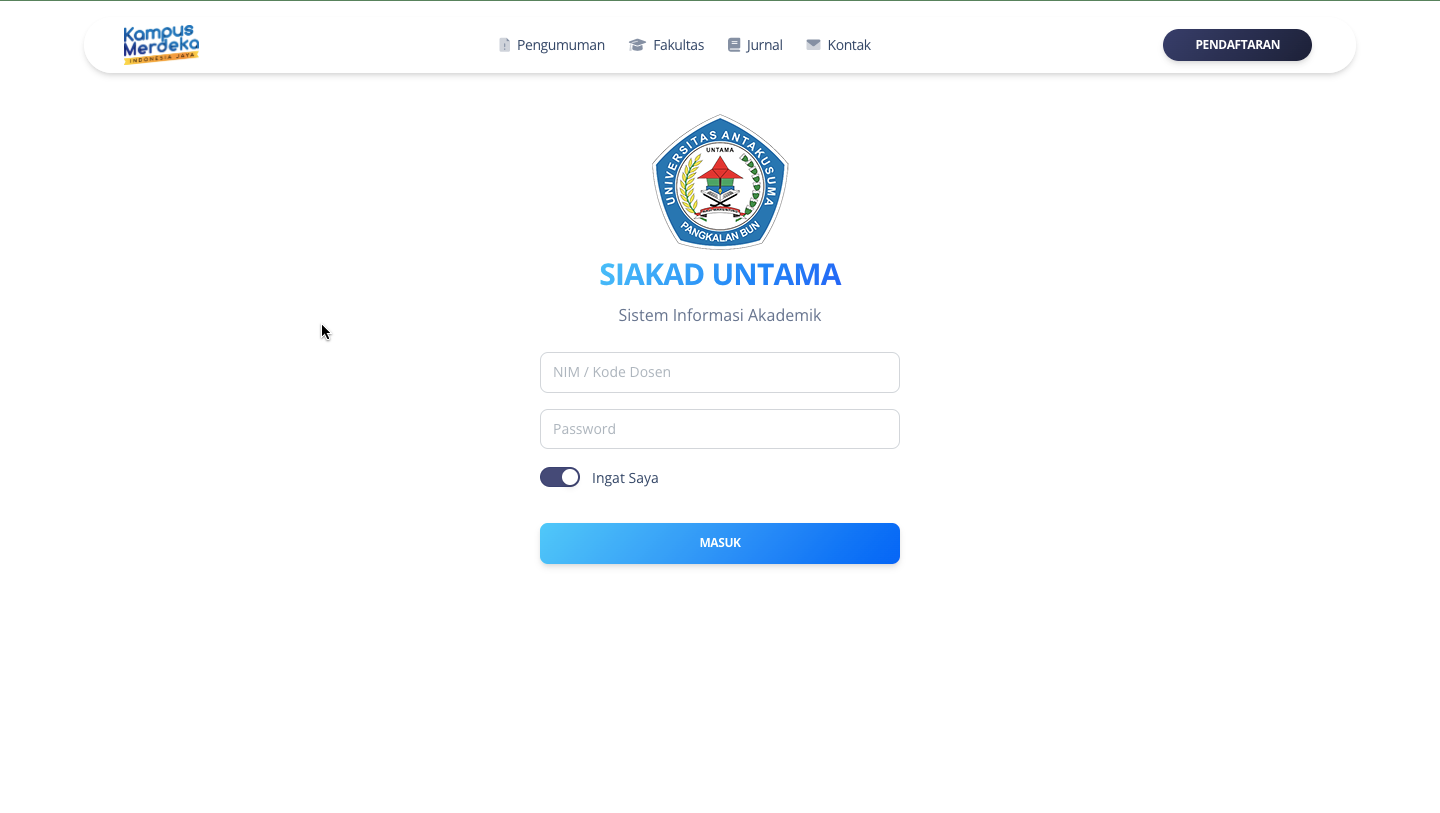 Kampus
Merdeka
INDONESIA JAYA
Pengumuman
Fakultas
Jurnal
Kontak
PENDAFTARAN
UNIVERSITAS ANTAKUSUMA
UNTAMA
PANGKALAN BUN
SIAKAD UNTAMA
Sistem Informasi Akademik
NIM / Kode Dosen
Password
Ingat Saya
MASUK